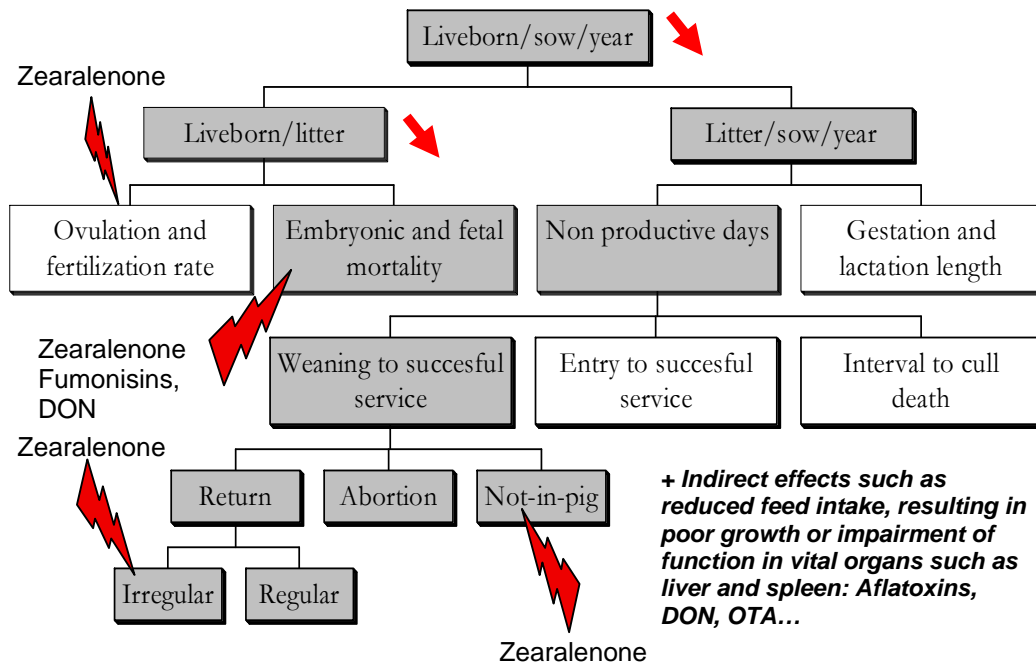 Liveborn/sow/year
Zearalenone
Liveborn/litter
Litter/sow/year
Ovulation and
fertilization rate
Embryonic and fetal
mortality
Non productive days
Gestation and
lactation length
Zearalenone
Fumonisins,
DON
Weaning to succesful
service
Entry to succesful
service
Interval to cull
death
Zearalenone
Return
Abortion
Not-in-pig
Irregular
Regular
+ Indirect effects such as
reduced feed intake, resulting in
poor growth or impairment of
function in vital organs such as
liver and spleen: Aflatoxins,
DON, OTA…
Zearalenone